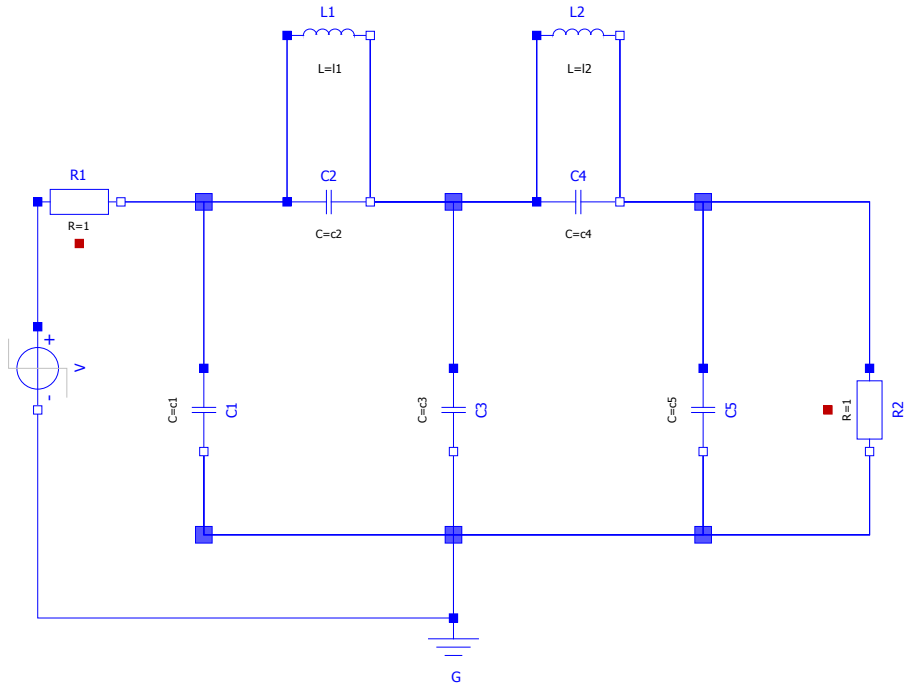 L1
L2
L=l1
L=l2
R1
C2
C4
R=1
C=c2
C=c4
+
V
-
C=c1
C1
C=c3
C3
C=c5
C5
R=1
R2
G